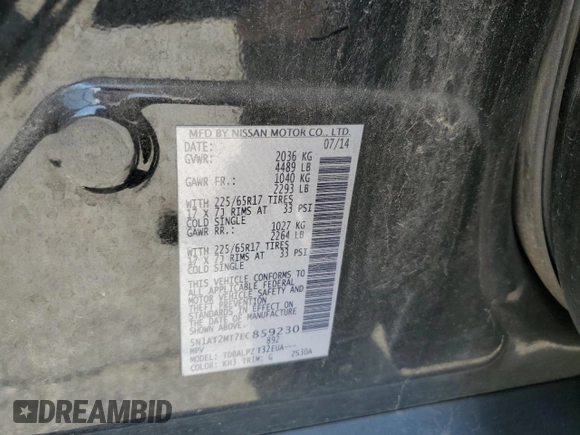 MFD BY NISSAN MOTOR CO., LTD.
DATE: 07/14
GVWR: 2036 KG
4489 LB
GAWR FR.: 1040 KG
2293 LB
WITH 225/65R17 TIRES
17 X 7J RIMS AT 33 PSI
COLD SINGLE
GAWR RR.: 1027 KG
2264 LB
WITH 225/65R17 TIRES
17 X 7J RIMS AT 33 PSI
COLD SINGLE
THIS VEHICLE CONFORMS TO
ALL APPLICABLE FEDERAL
MOTOR VEHICLE SAFETY AND
THEFT PREVENTION
STANDARDS IN EFFECT ON
THE DATE OF MANUFACTURE
SHOWN ABOVE.
5N1AT2MT7EC859230
MPV 892
MODEL: T32EUA---
COLOR: KH3 TRIM: G 2510A
DREAMBID